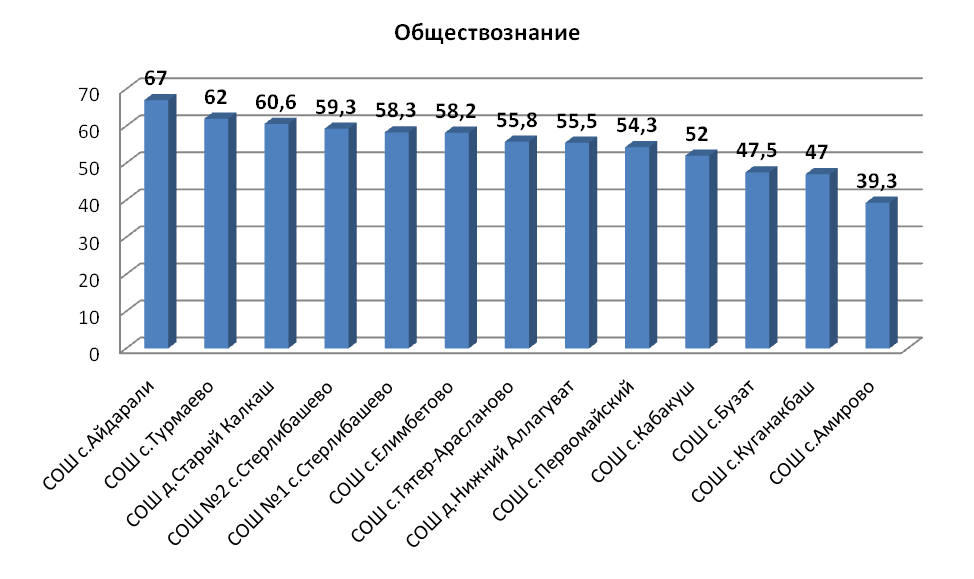 Обществознание
67
62
60,6
59,3
58,3
58,2
55,8
55,5
54,3
52
47,5
47
39,3
70
60
50
40
30
20
10
0
СОШ с.Айдарали
СОШ с.Турмаево
СОШ д.Старый Калкаш
СОШ №2 с.Стерлибашево
СОШ №1 с.Стерлибашево
СОШ с.Елимбетово
СОШ с.Тятер-Арасланово
СОШ д.Нижний Аллагуват
СОШ с.Первомайский
СОШ с.Кабакуш
СОШ с.Бузат
СОШ с.Куганакбаш
СОШ с.Амирово